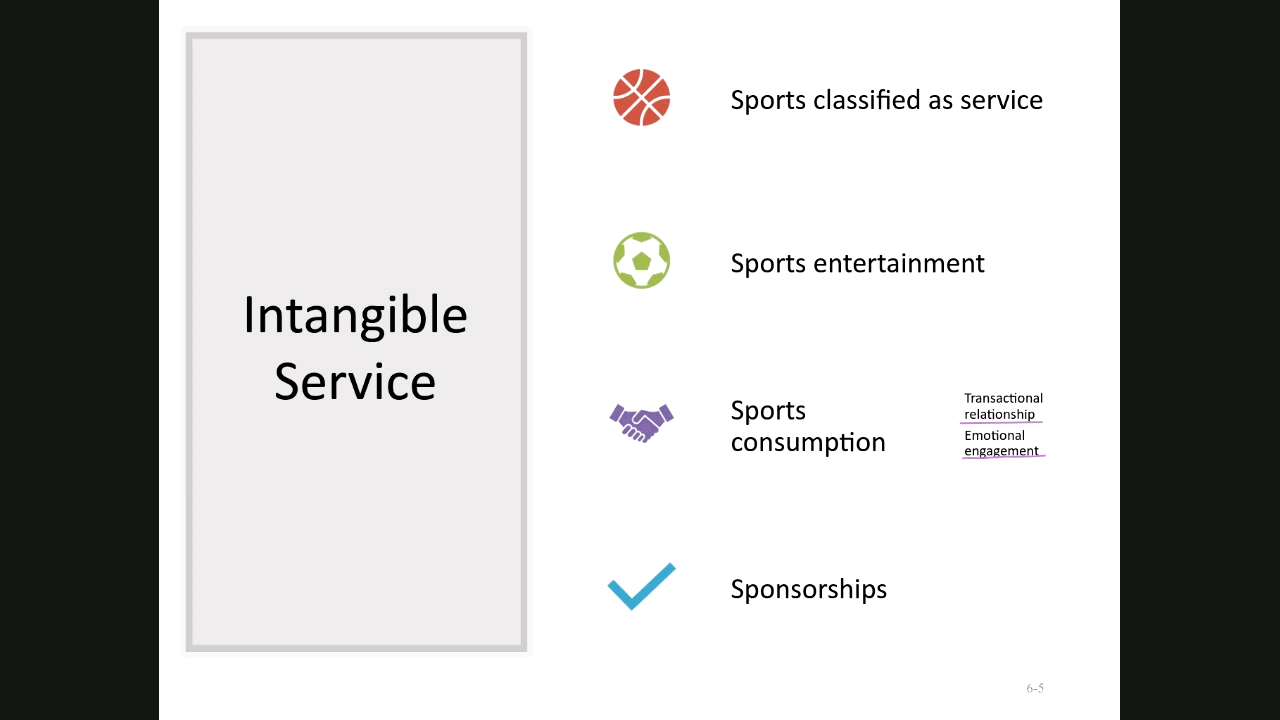 Intangible
Service
Sports classified as service
Sports entertainment
Sports
consumption
Transactional
relationship
Emotional
engagement
Sponsorships
6-5